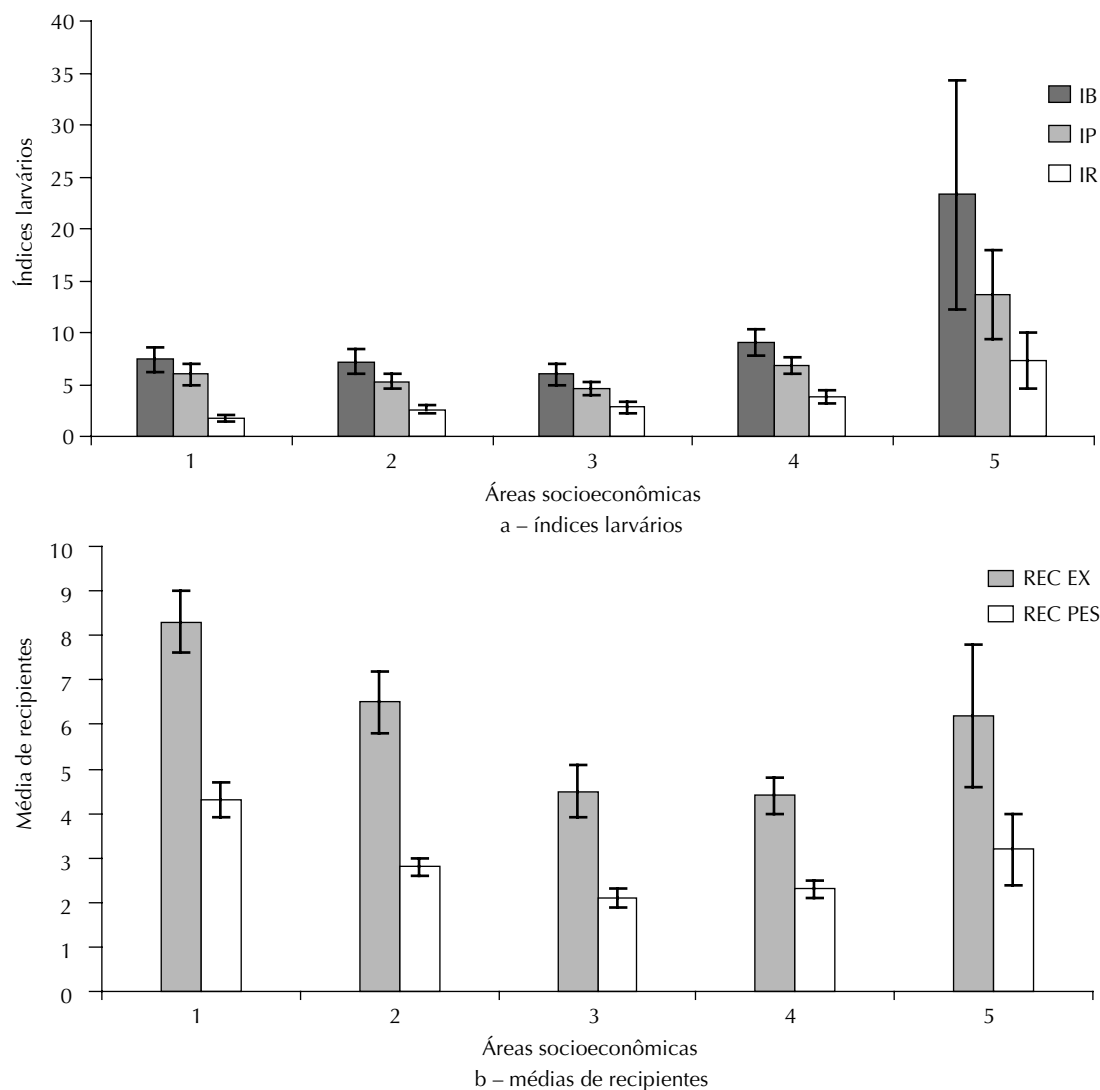 40
35
30
25
20
15
10
5
0
Índices larvários
IB
IP
IR
1 2 3 4 5
Áreas socioeconômicas
a – índices larvários
10
9
8
7
6
5
4
3
2
1
0
Média de recipientes
REC EX
REC PES
1 2 3 4 5
Áreas socioeconômicas
b – médias de recipientes